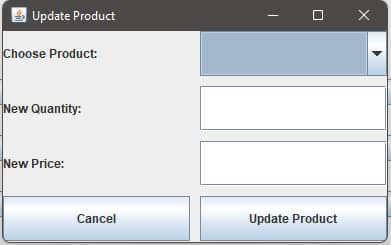 Update Product
Choose Product:
New Quantity:
New Price:
Cancel Update Product